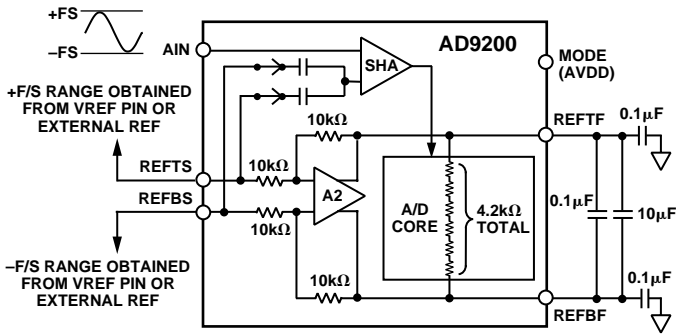 +FS
–FS
AIN
AD9200
SHA
MODE
(AVDD)
+F/S RANGE OBTAINED
FROM VREF PIN OR
EXTERNAL REF
10kΩ
REFTF
0.1µF
REFTS
10kΩ
REFBS
10kΩ
A2
A/D
CORE
4.2kΩ
TOTAL
0.1µF
10µF
–F/S RANGE OBTAINED
FROM VREF PIN OR
EXTERNAL REF
10kΩ
0.1µF
REFBF